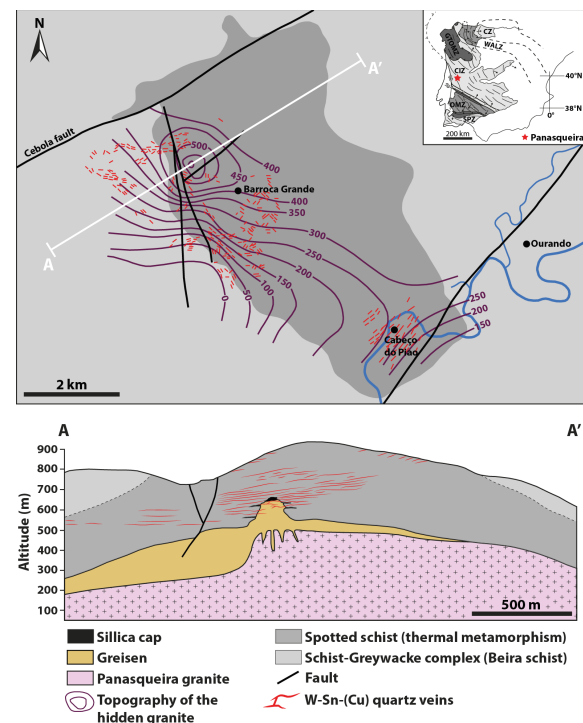 N
A'
Cebola fault
500
400
450
Barroca Grande
400
350
300
250
200
150
100
50
0
A
Ourando
250
200
150
Cabeço
do Pião
2 km
CZ
GTOMZ
WALZ
CIZ
40°N
OMZ
38°N
SPZ
0°
200 km
Panasqueira
A
A'
Altitude (m)
900
800
700
600
500
400
300
200
100
500 m
Sillica cap
Greisen
Panasqueira granite
Topography of the
hidden granite
Spotted schist (thermal metamorphism)
Schist-Greywacke complex (Beira schist)
Fault
W-Sn-(Cu) quartz veins